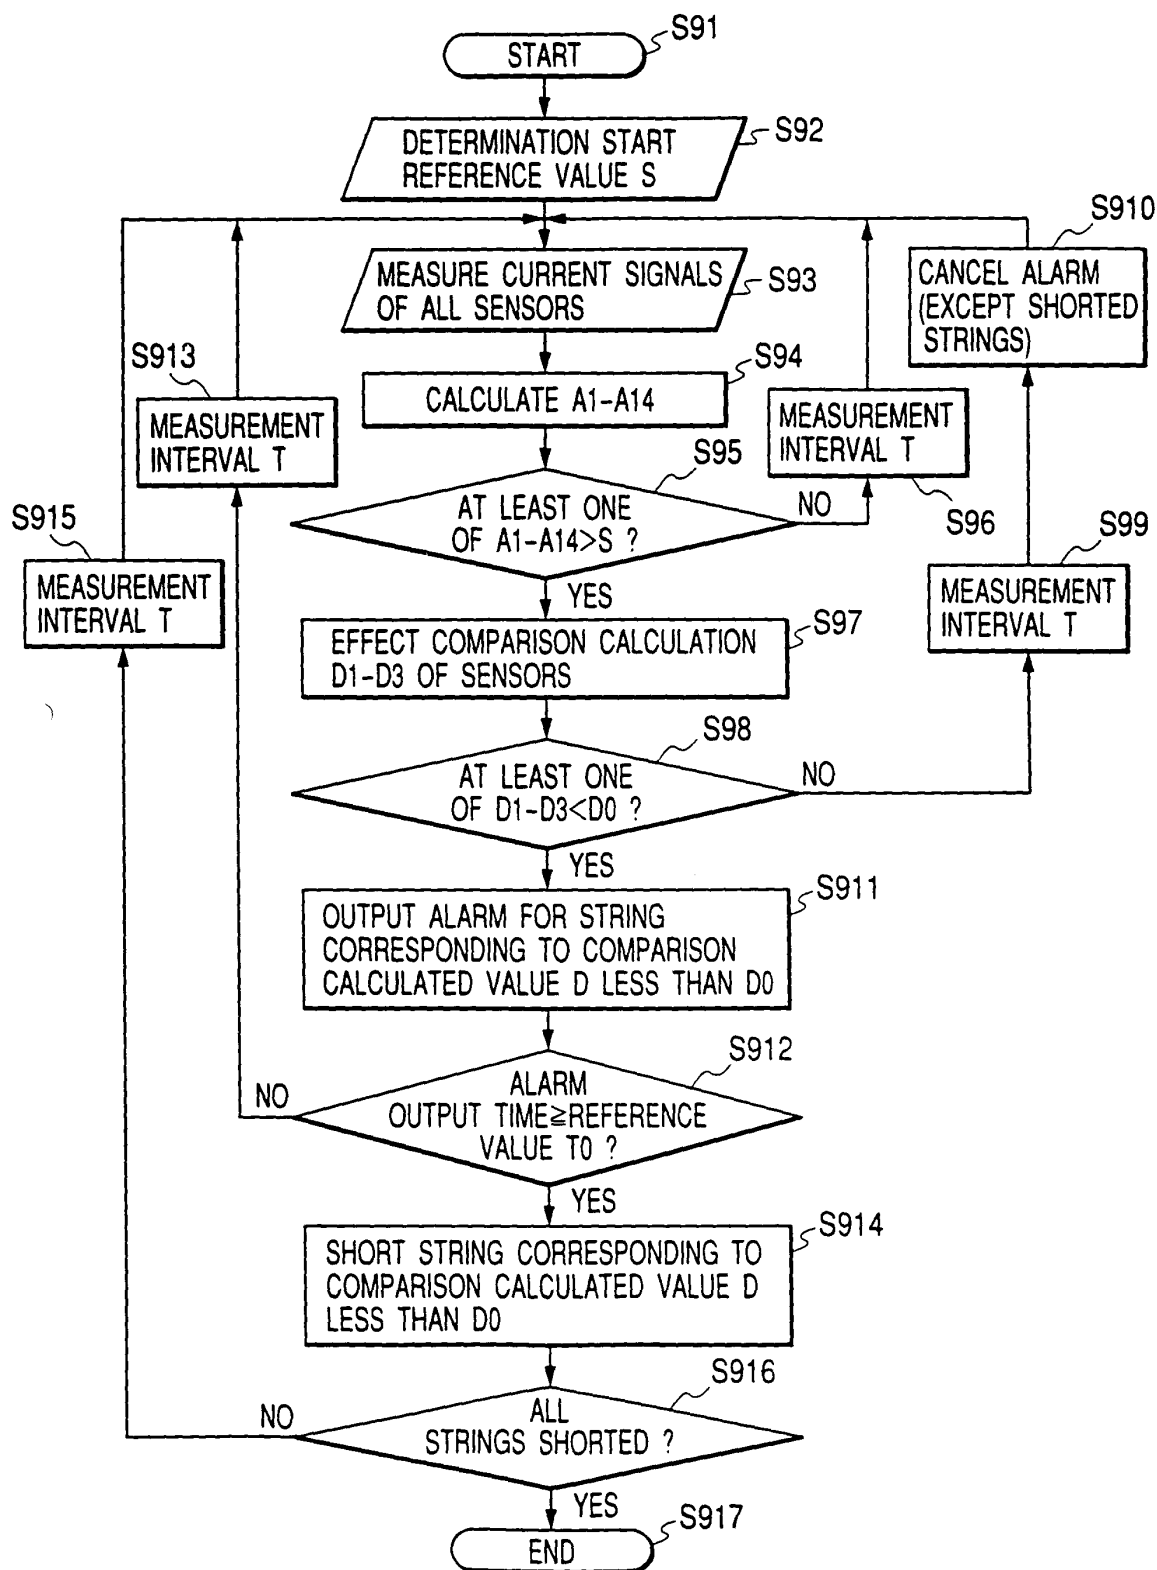 START
S91
DETERMINATION START
REFERENCE VALUE S
S92
MEASURE CURRENT SIGNALS
OF ALL SENSORS
S93
S910
CANCEL ALARM
(EXCEPT SHORTED
STRINGS)
S94
CALCULATE A1-A14
S913
MEASUREMENT
INTERVAL T
MEASUREMENT
INTERVAL T
S96
S95
AT LEAST ONE
OF A1-A14>S ?
NO
YES
S915
MEASUREMENT
INTERVAL T
S99
MEASUREMENT
INTERVAL T
S97
EFFECT COMPARISON CALCULATION
D1-D3 OF SENSORS
S98
AT LEAST ONE
OF D1-D3<D0 ?
NO
YES
S911
OUTPUT ALARM FOR STRING
CORRESPONDING TO COMPARISON
CALCULATED VALUE D LESS THAN D0
S912
ALARM
OUTPUT TIME≧REFERENCE
VALUE T0 ?
NO
YES
S914
SHORT STRING CORRESPONDING TO
COMPARISON CALCULATED VALUE D
LESS THAN D0
S916
ALL
STRINGS SHORTED ?
NO
YES
S917
END